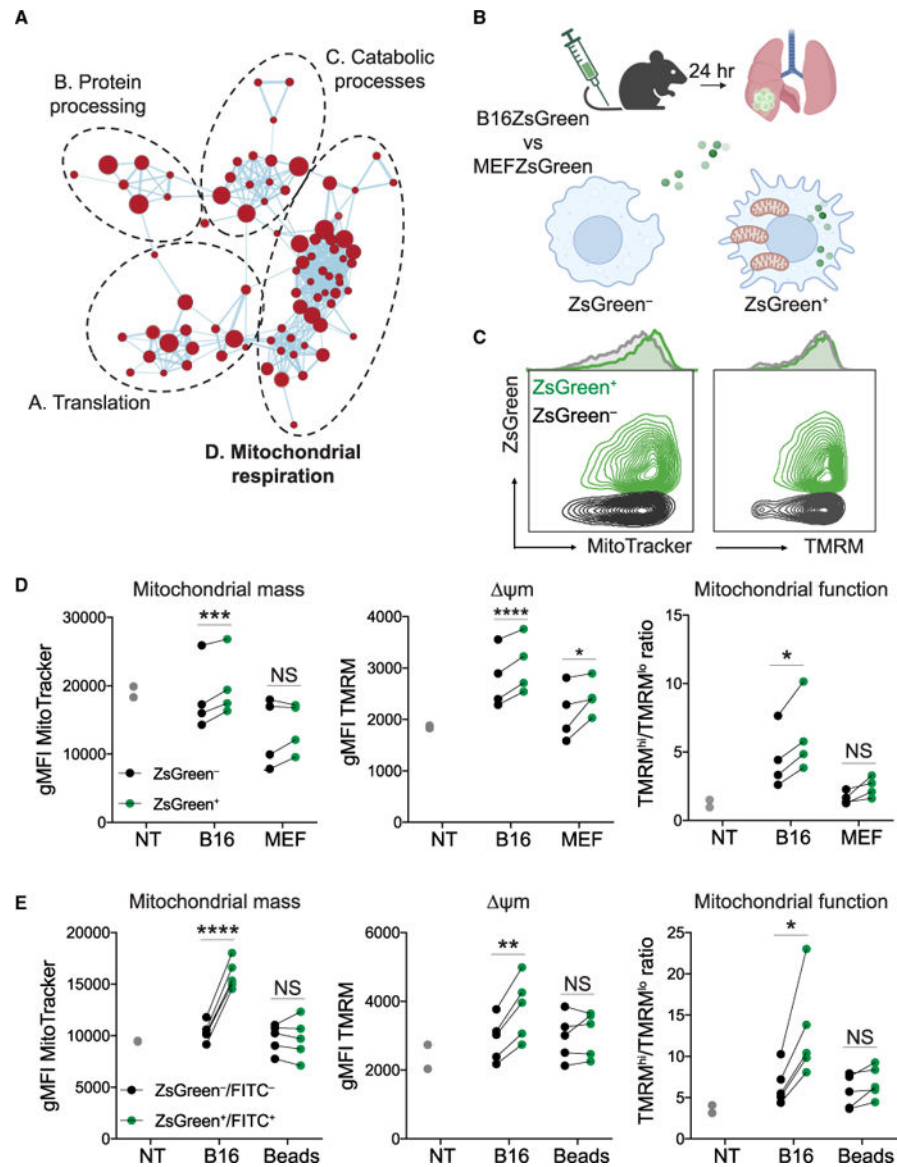 A
B. Protein
processing
C. Catabolic
processes
A. Translation
D. Mitochondrial
respiration
B
24 hr
B16ZsGreen
vs
MEFZsGreen
ZsGreen⁻
ZsGreen⁺
C
ZsGreen
ZsGreen⁺
ZsGreen⁻
MitoTracker
TMRM
D
Mitochondrial mass
gMFI MitoTracker
30000
20000
10000
0
***
NS
ZsGreen⁻
ZsGreen⁺
NT
B16
MEF
Δψm
gMFI TMRM
4000
3000
2000
1000
0
****
*
NT
B16
MEF
Mitochondrial function
TMRMʰⁱ/TMRMˡᵒ ratio
15
10
5
0
*
NS
NT
B16
MEF
E
Mitochondrial mass
gMFI MitoTracker
20000
15000
10000
5000
0
****
NS
ZsGreen⁻/FITC⁻
ZsGreen⁺/FITC⁺
NT
B16
Beads
Δψm
gMFI TMRM
6000
4000
2000
0
**
NS
NT
B16
Beads
Mitochondrial function
TMRMʰⁱ/TMRMˡᵒ ratio
25
20
15
10
5
0
*
NS
NT
B16
Beads